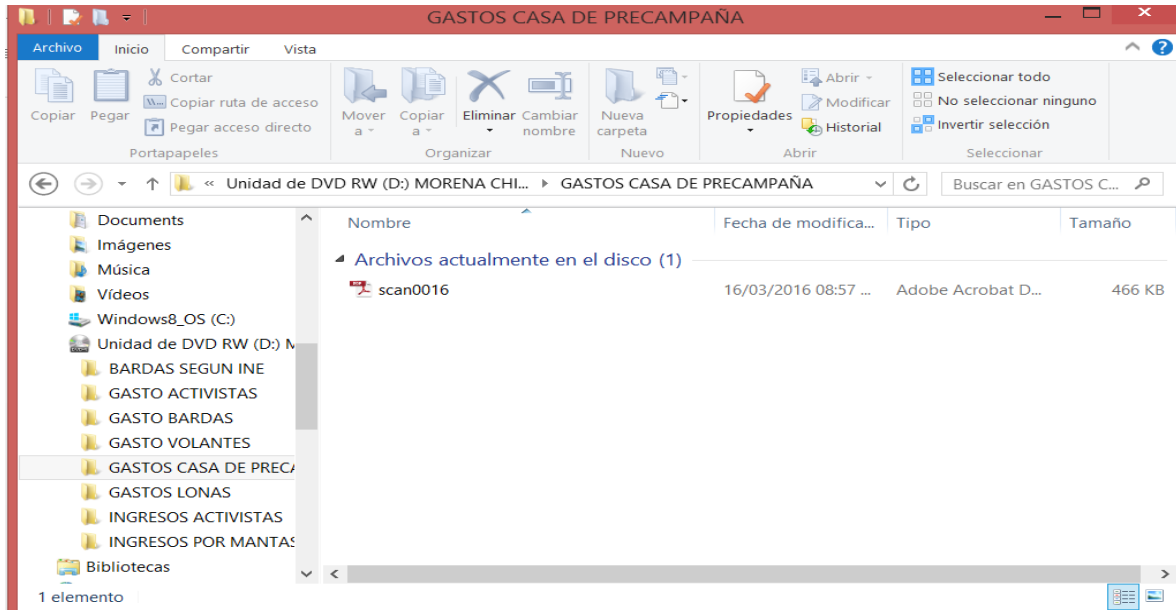 GASTOS CASA DE PRECAMPAÑA
Archivo Inicio Compartir Vista
Copiar
Pegar
Cortar
Copiar ruta de acceso
Pegar acceso directo
Portapapeles
Mover a
Copiar a
Eliminar
Cambiar nombre
Organizar
Nueva carpeta
Nuevo
Propiedades
Abrir
Modificar
Historial
Abrir
Seleccionar todo
No seleccionar ninguno
Invertir selección
Seleccionar
« Unidad de DVD RW (D:) MORENA CHI... GASTOS CASA DE PRECAMPAÑA
Buscar en GASTOS C...
Documents
Imágenes
Música
Vídeos
Windows8_OS (C:)
Unidad de DVD RW (D:) M
BARDAS SEGUN INE
GASTO ACTIVISTAS
GASTO BARDAS
GASTO VOLANTES
GASTOS CASA DE PRECA
GASTOS LONAS
INGRESOS ACTIVISTAS
INGRESOS POR MANTAS
Bibliotecas
Nombre Fecha de modifica... Tipo Tamaño
Archivos actualmente en el disco (1)
scan0016 16/03/2016 08:57 ... Adobe Acrobat D... 466 KB
1 elemento